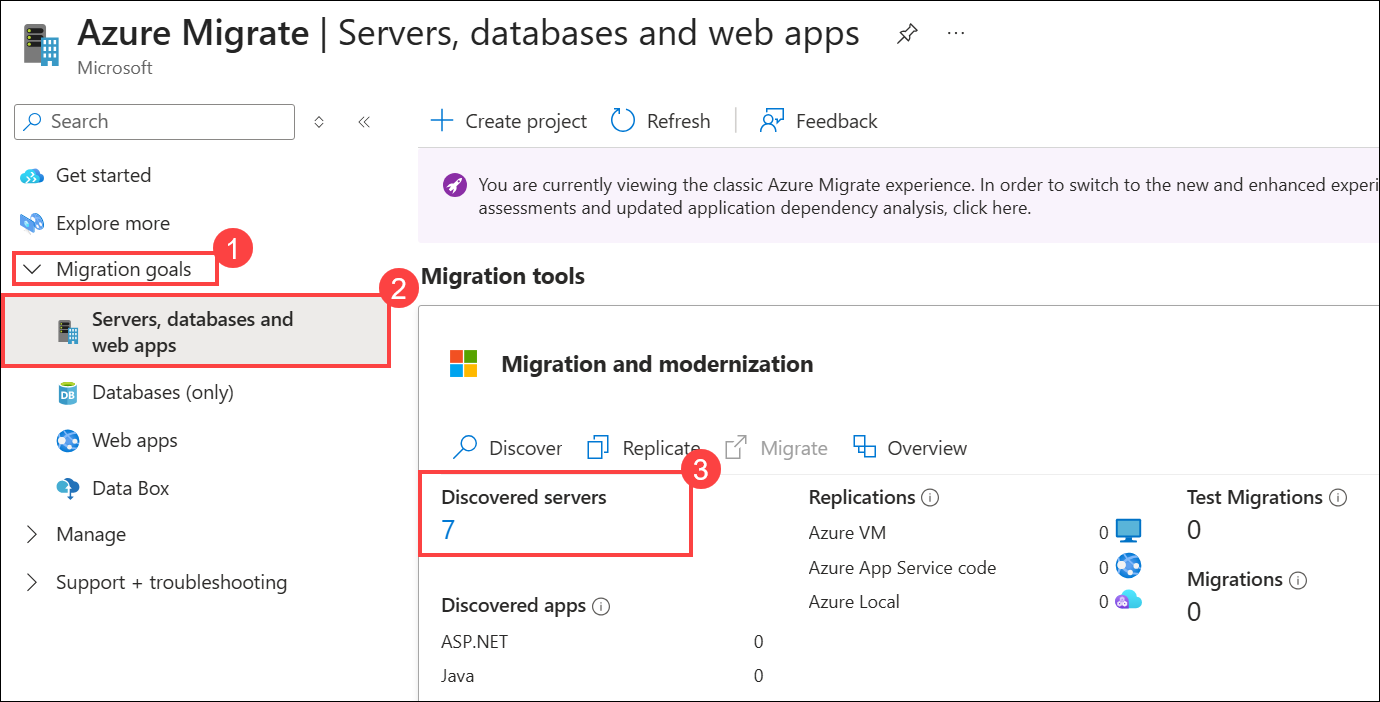 Azure Migrate | Servers, databases and web apps
Microsoft
Search
Create project
Refresh
Feedback
Get started
Explore more
Migration goals
1
Servers, databases and
web apps
2
Databases (only)
Web apps
Data Box
Manage
Support + troubleshooting
You are currently viewing the classic Azure Migrate experience. In order to switch to the new and enhanced experi
assessments and updated application dependency analysis, click here.
Migration tools
Migration and modernization
Discover
Replicate
Migrate
Overview
3
Discovered servers
7
Discovered apps
ASP.NET 0
Java 0
Replications
Azure VM 0
Azure App Service code 0
Azure Local 0
Test Migrations
0
Migrations
0